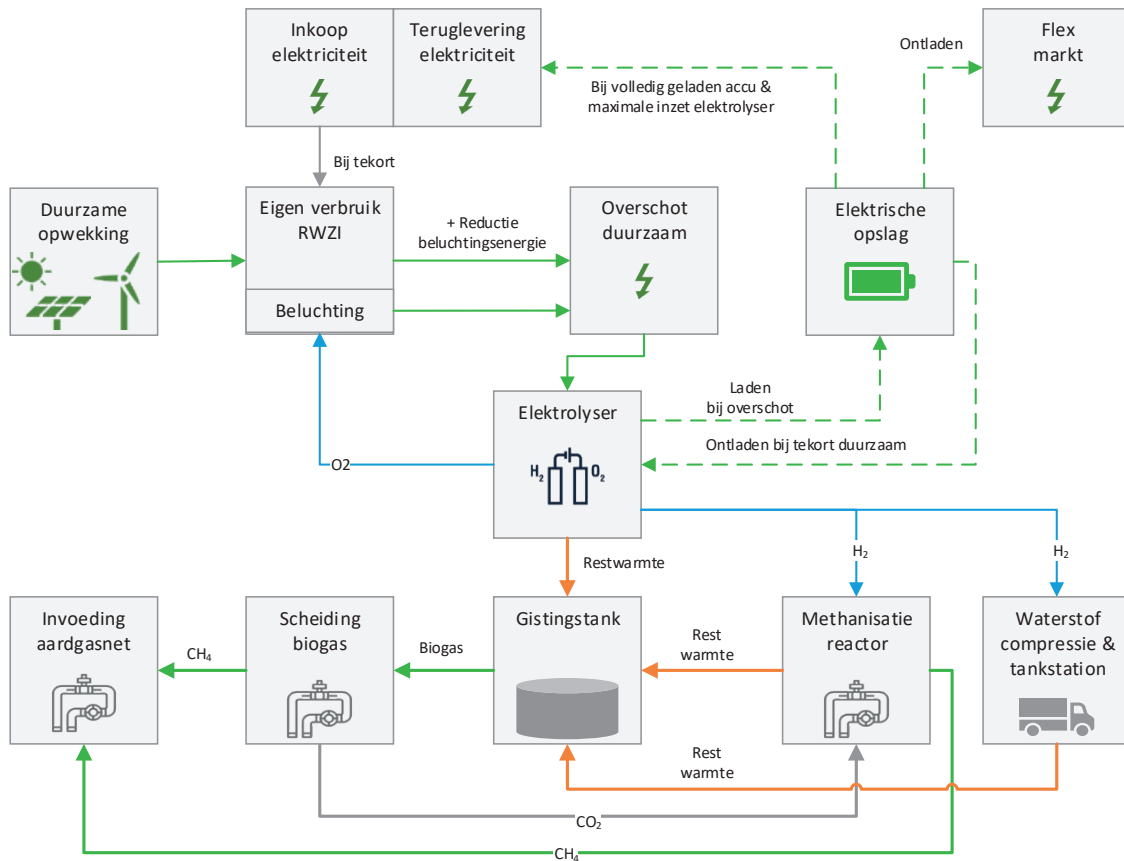 Inkoop
elektriciteit
Teruglevering
elektriciteit
Flex
markt
Ontladen
Bij volledig geladen accu &
maximale inzet elektrolyser
Bij tekort
Duurzame
opwekking
Eigen verbruik
RWZI
+ Reductie
beluchtingsenergie
Overschot
duurzaam
Elektrische
opslag
Beluchting
Elektrolyser
Laden
bij overschot
Ontladen bij tekort duurzaam
O2
H₂
O₂
Restwarmte
H₂
H₂
Invoeding
aardgasnet
CH₄
Scheiding
biogas
Biogas
Gistingstank
Rest
warmte
Methanisatie
reactor
Waterstof
compressie &
tankstation
Rest
warmte
CO₂
CH₄